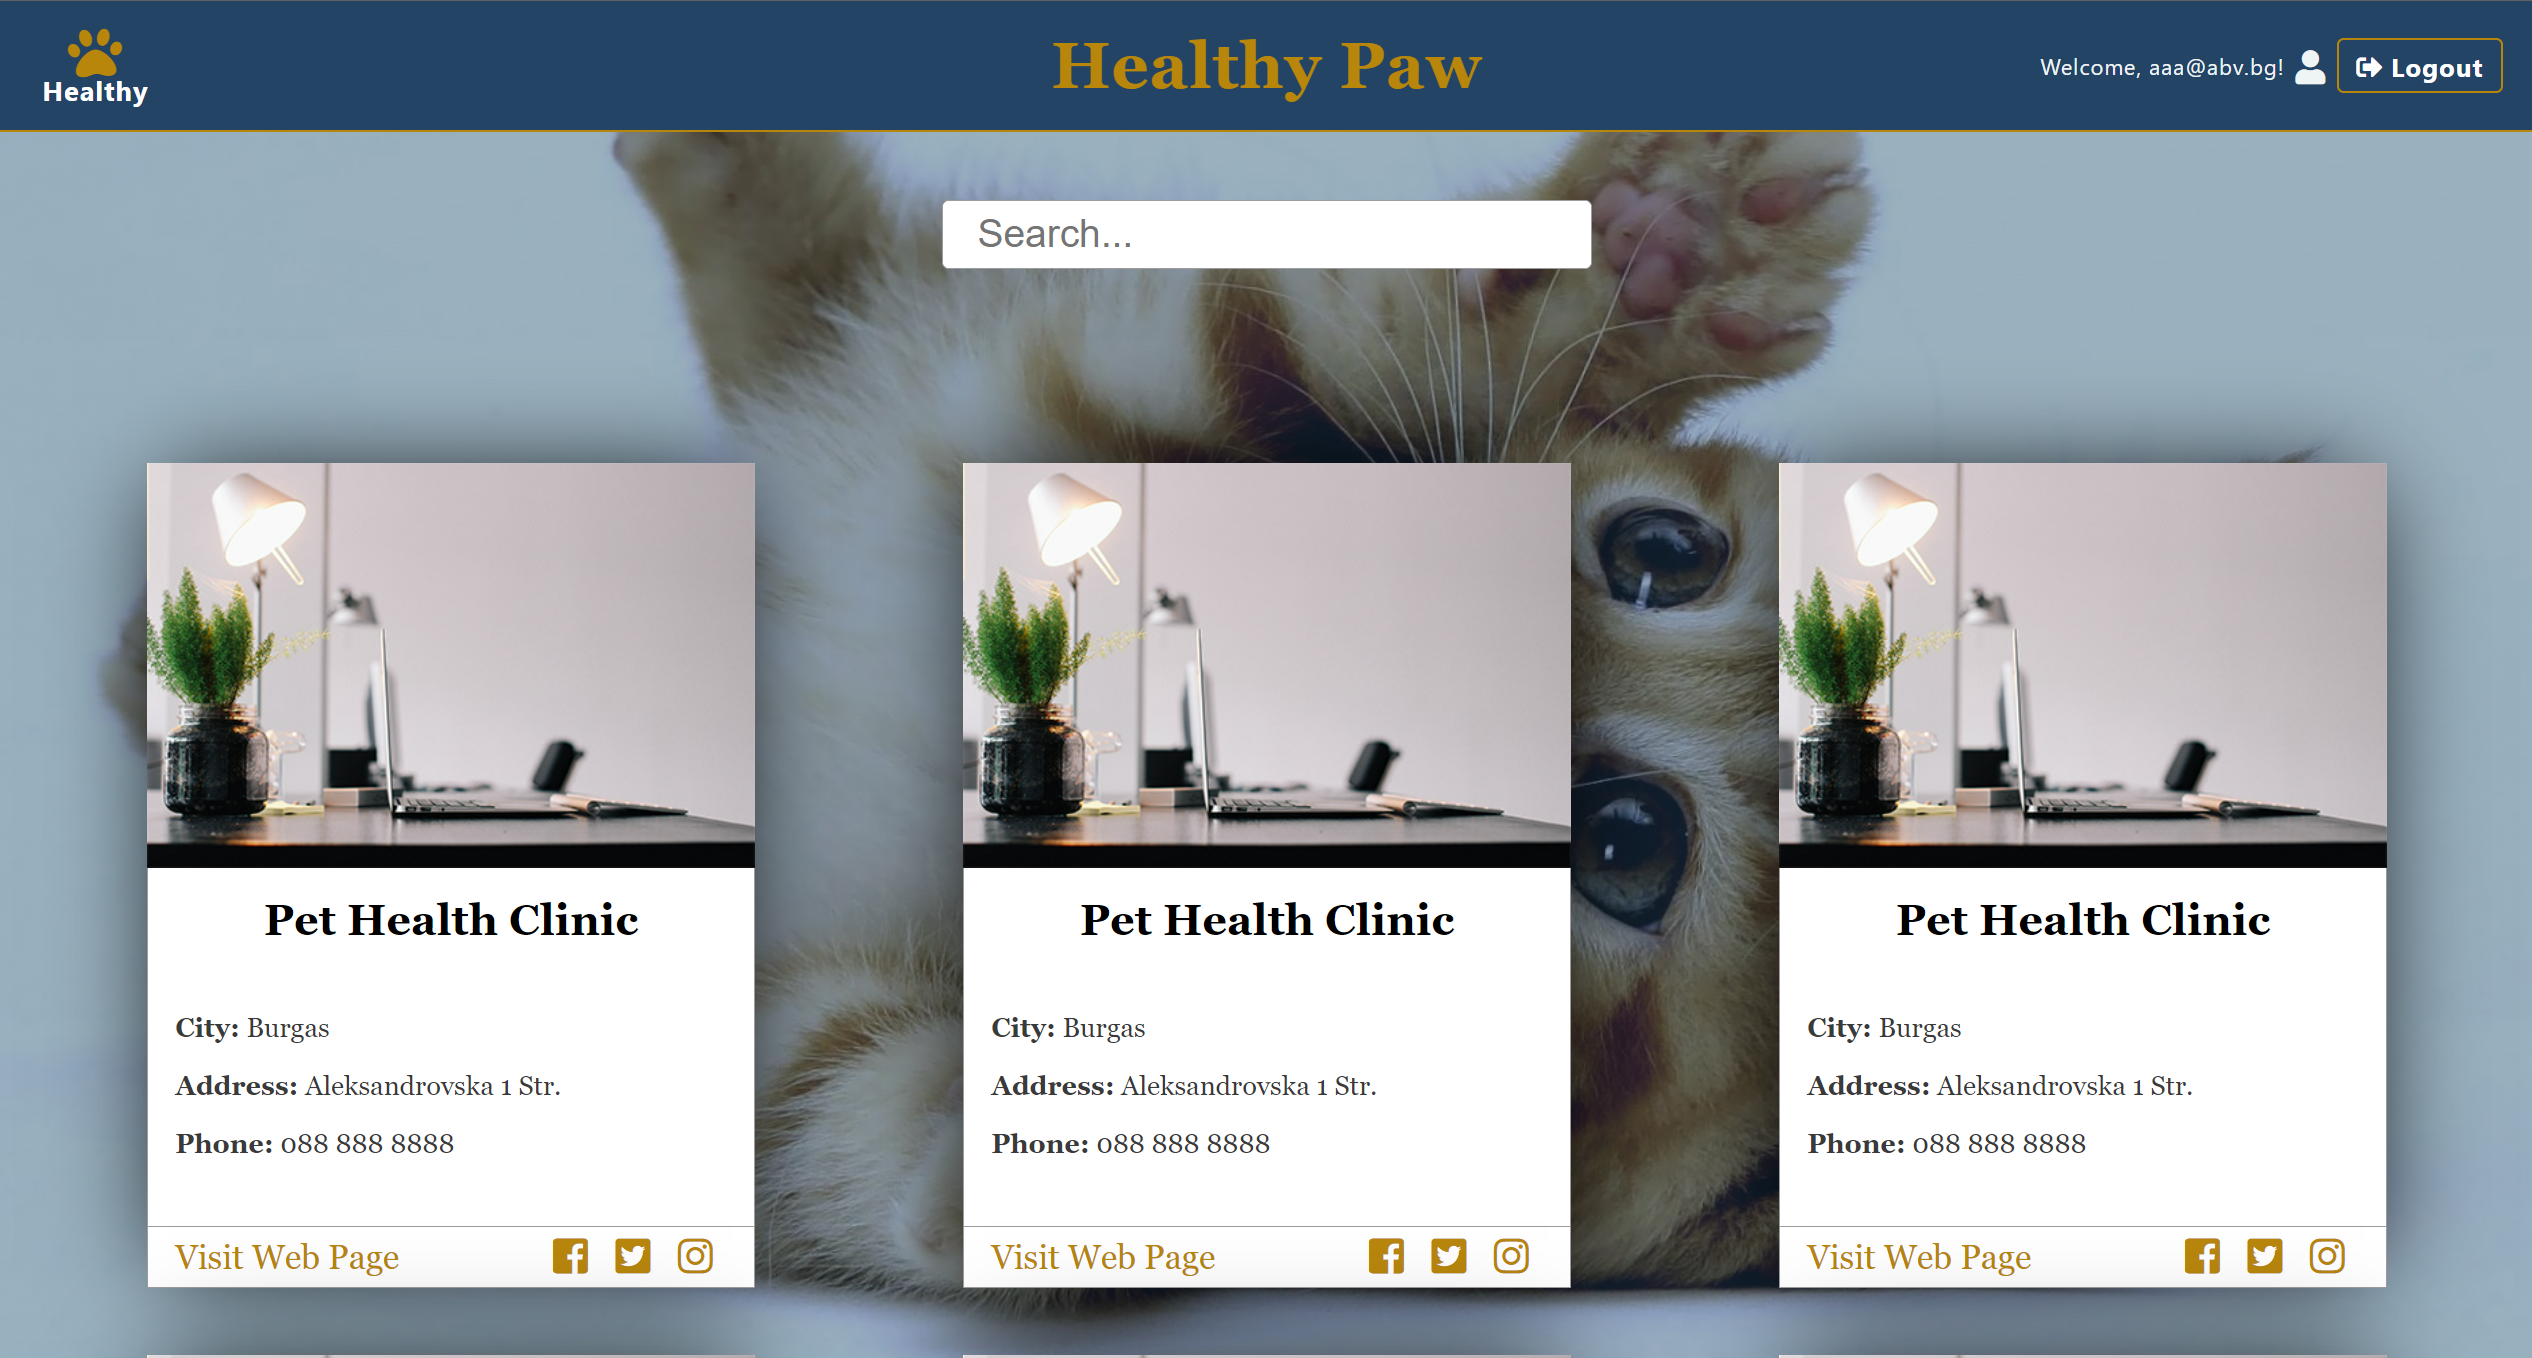 Healthy
Healthy Paw
Welcome, aaa@abv.bg!
Logout
Search...
Pet Health Clinic
City: Burgas
Address: Aleksandrovska 1 Str.
Phone: 088 888 8888
Visit Web Page
Pet Health Clinic
City: Burgas
Address: Aleksandrovska 1 Str.
Phone: 088 888 8888
Visit Web Page
Pet Health Clinic
City: Burgas
Address: Aleksandrovska 1 Str.
Phone: 088 888 8888
Visit Web Page